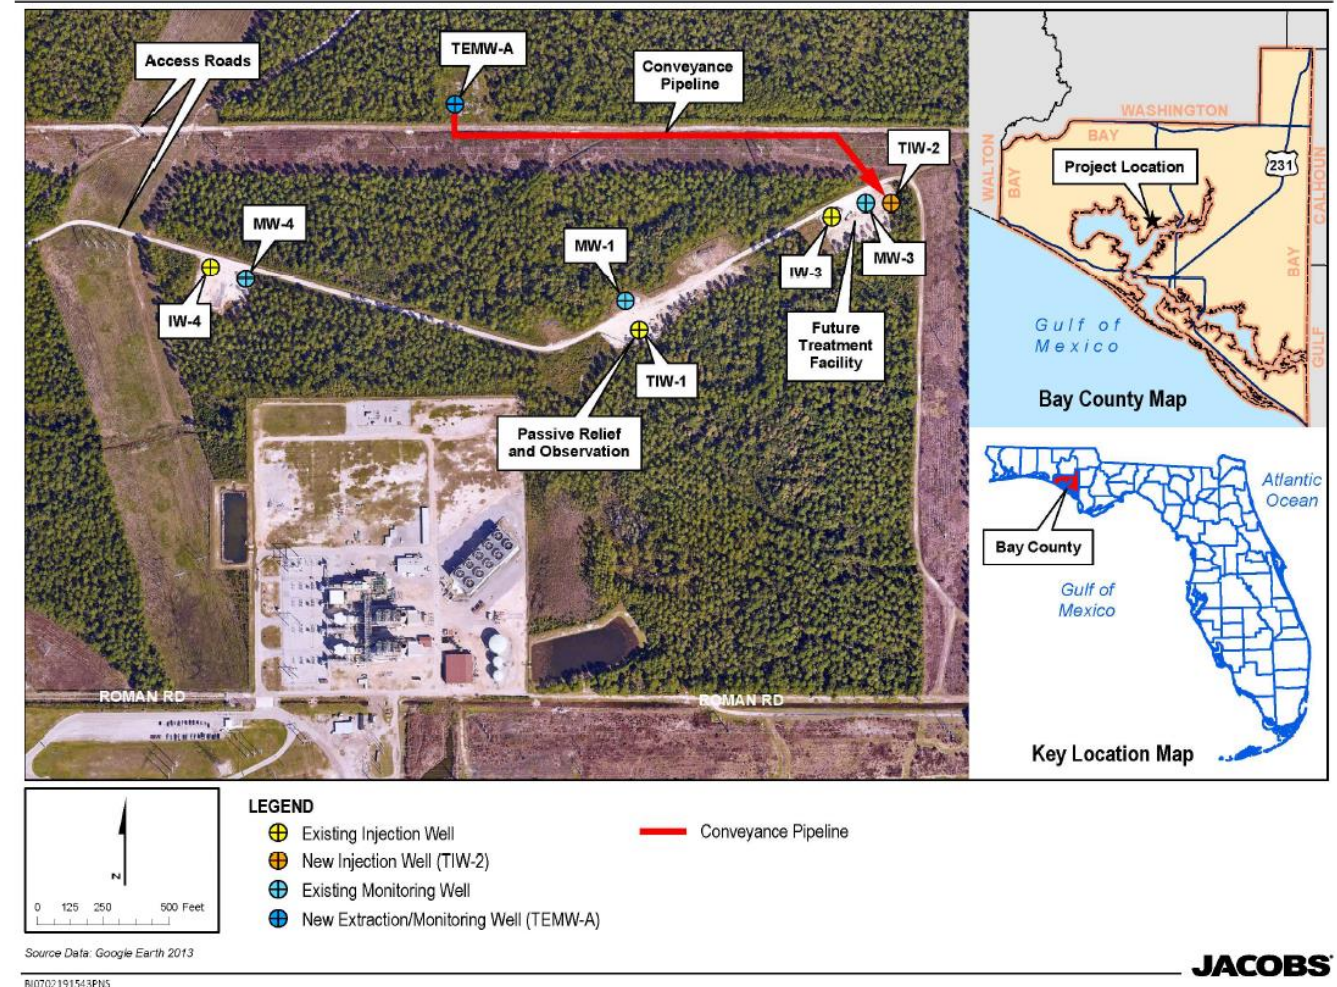 TEMW-A
Access Roads
Conveyance
Pipeline
TIW-2
MW-4
MW-1
IW-3
MW-3
IW-4
Future
Treatment
Facility
TIW-1
Passive Relief
and Observation
ROMAN RD
ROMAN RD
WASHINGTON
BAY
WALTON
BAY
Project Location
231
CALHOUN
BAY
GULF
Gulf of
Mexico
Bay County Map
Atlantic
Ocean
Bay County
Gulf of
Mexico
Key Location Map
N
0 125 250 500 Feet
LEGEND
Existing Injection Well
New Injection Well (TIW-2)
Existing Monitoring Well
New Extraction/Monitoring Well (TEMW-A)
Conveyance Pipeline
Source Data: Google Earth 2013
JACOBS
BI0702191543PNS